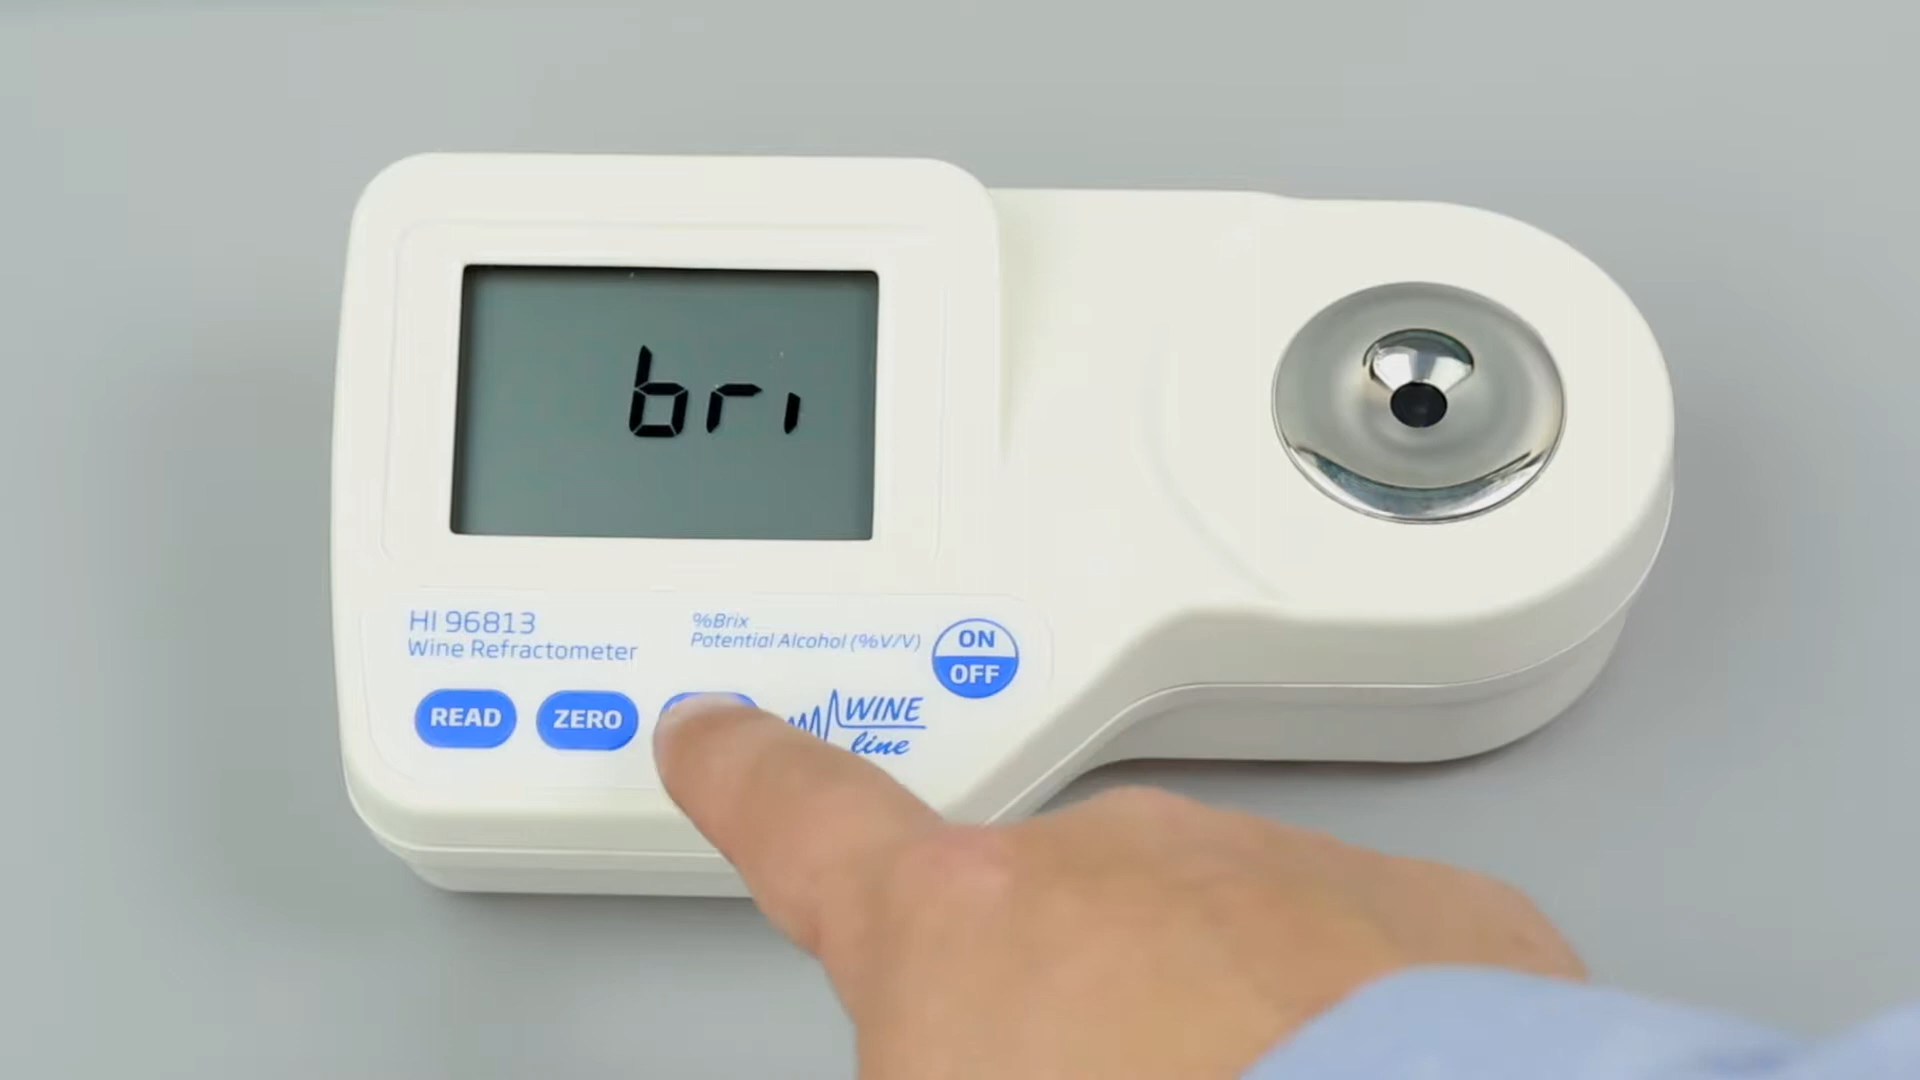 bri
HI 96813
Wine Refractometer
%Brix
Potential Alcohol (%V/V)
ON
OFF
READ
ZERO
WINE
line